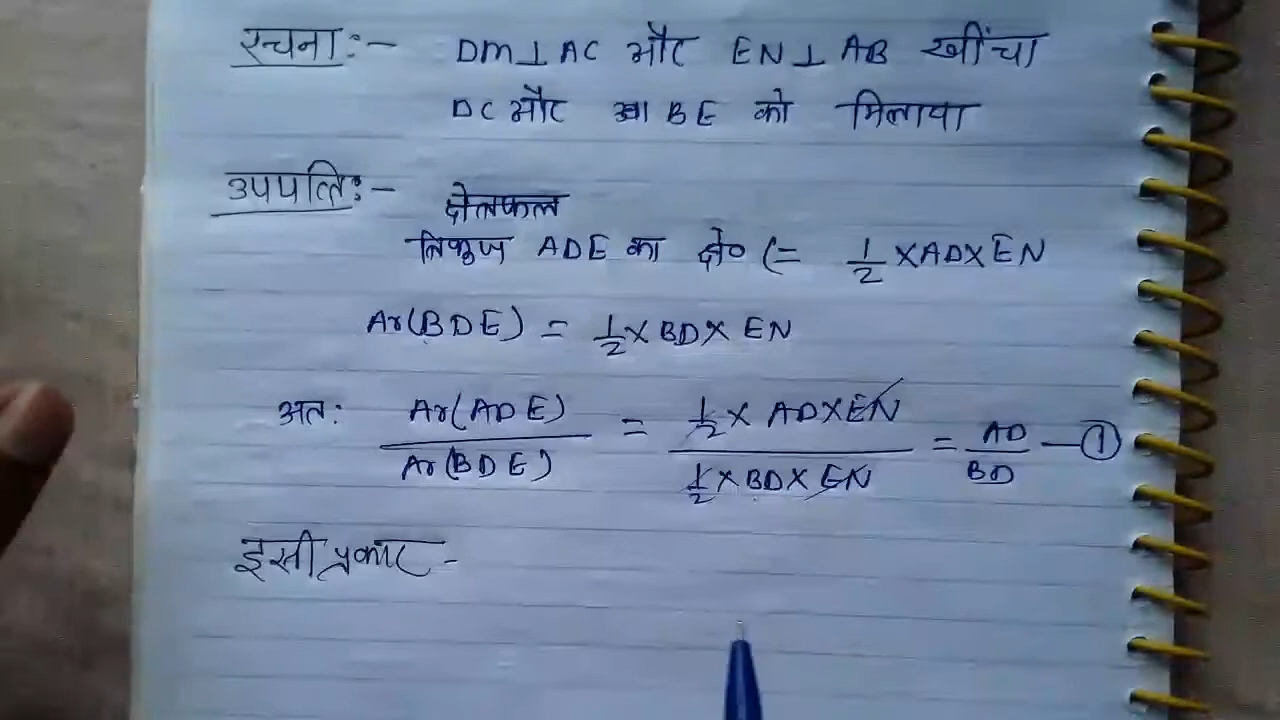 रचना:- DM⊥AC और EN⊥AB खींचा
DC और BE को मिलाया
उपपत्ति:-
क्षेत्रफल
त्रिभुज ADE का क्षे० (= 1/2 ×AD×EN
Ar(BDE) = 1/2 × BD× EN
अत: Ar(ADE)/Ar(BDE) = 1/2 × AD×EN / 1/2 ×BD× EN = AD/BD —①
इसी प्रकार -